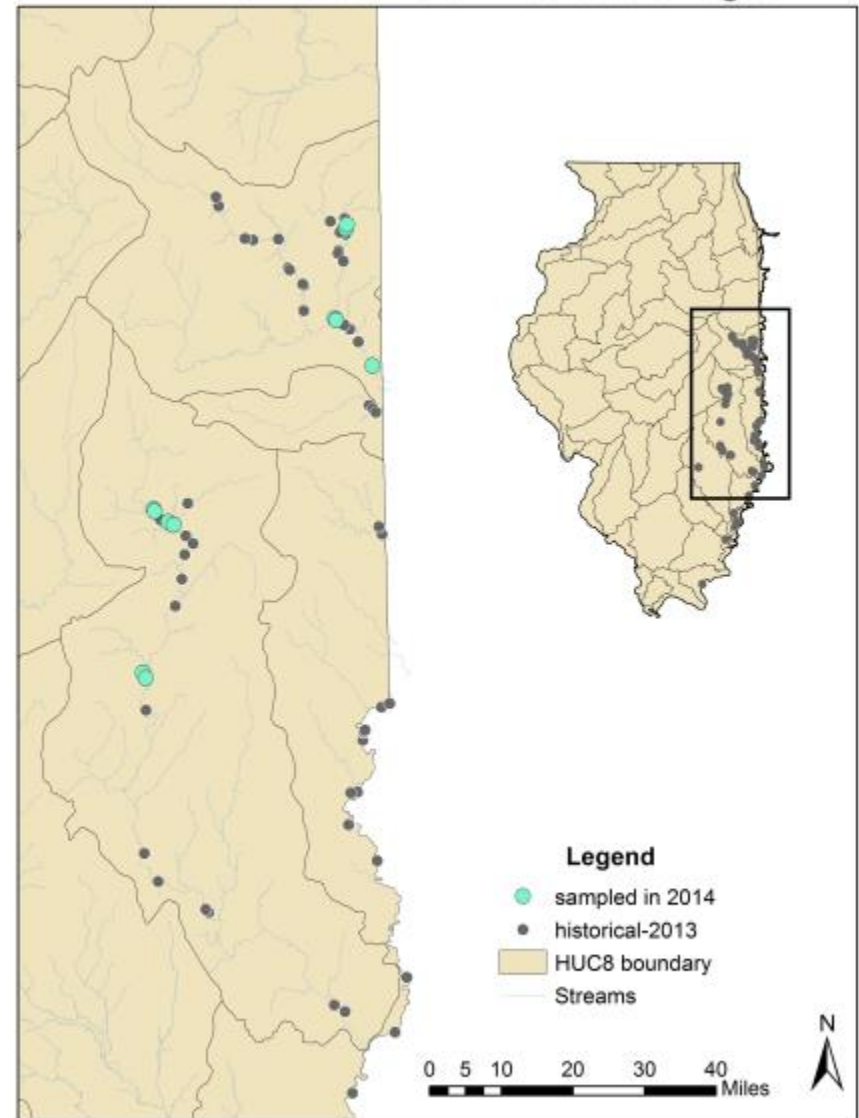 Legend
sampled in 2014
historical-2013
HUC8 boundary
Streams
N
0 5 10 20 30 40
Miles